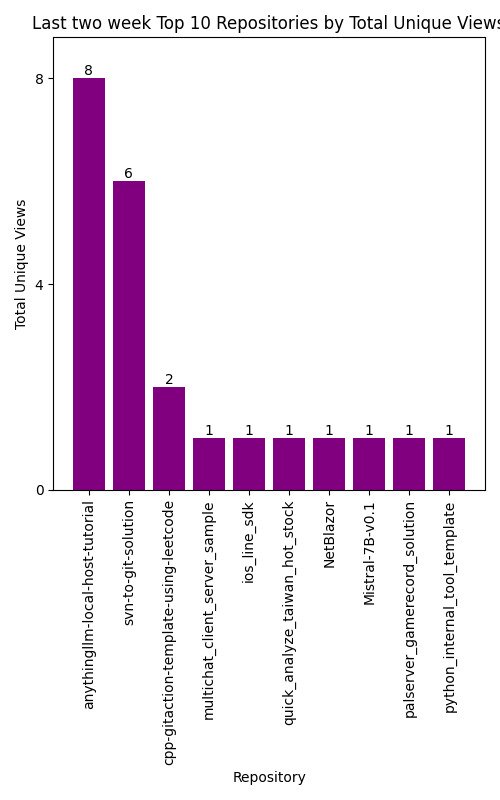 Last two week Top 10 Repositories by Total Unique Views
8
6
2
1
1
1
1
1
1
1
8
4
0
Total Unique Views
anythingllm-local-host-tutorial
svn-to-git-solution
cpp-gitaction-template-using-leetcode
multichat_client_server_sample
ios_line_sdk
quick_analyze_taiwan_hot_stock
NetBlazor
Mistral-7B-v0.1
palserver_gamerecord_solution
python_internal_tool_template
Repository